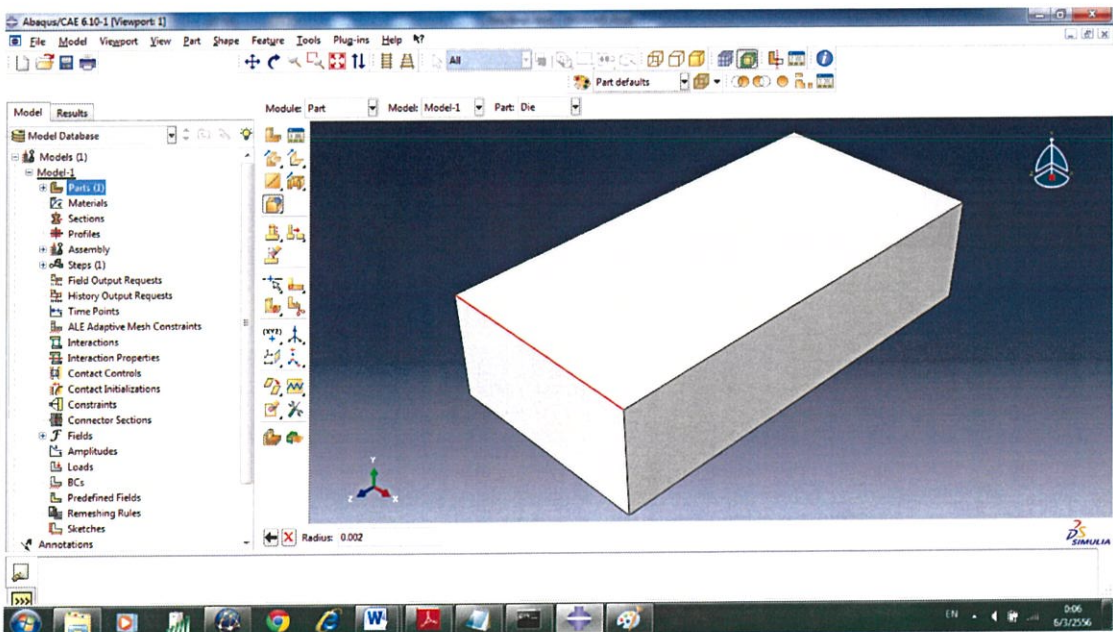 Abaqus/CAE 6.10-1 [Viewport: 1]
File Model Viewport View Part Shape Feature Tools Plug-ins Help
All
Part defaults
Model Results
Module: Part Model: Model-1 Part: Die
Model Database
Models (1)
Model-1
Parts (1)
Materials
Sections
Profiles
Assembly
Steps (1)
Field Output Requests
History Output Requests
Time Points
ALE Adaptive Mesh Constraints
Interactions
Interaction Properties
Contact Controls
Contact Initializations
Constraints
Connector Sections
Fields
Amplitudes
Loads
BCs
Predefined Fields
Remeshing Rules
Sketches
Annotations
(XYZ)
Y
Z X
Radius: 0.002
SIMULIA
>>>
EN 0:06
6/3/2556